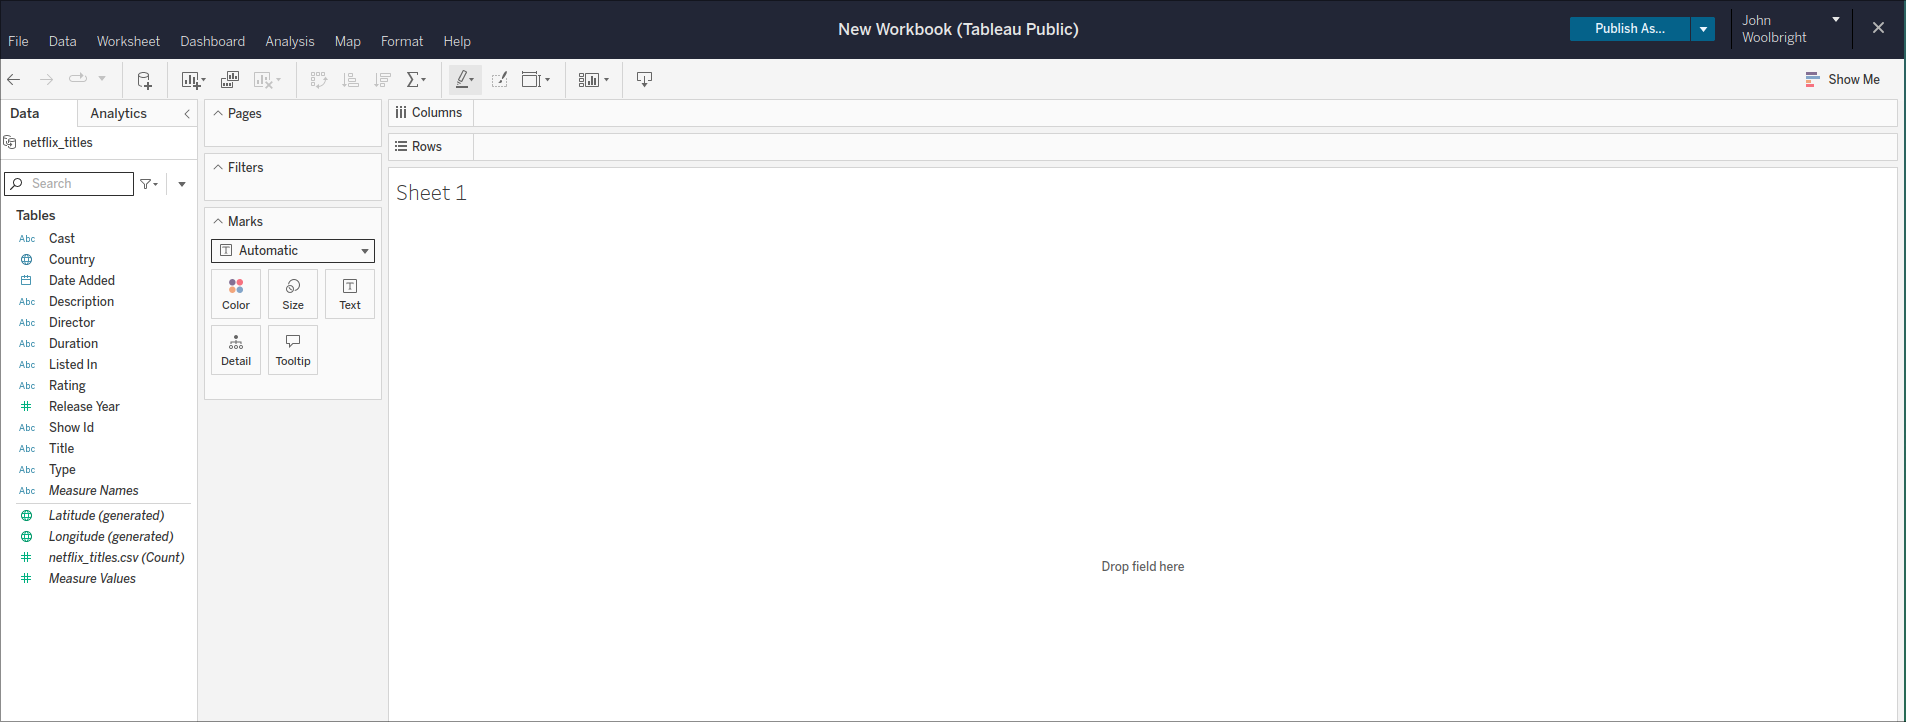 New Workbook (Tableau Public)
Publish As...
John
Woolbright
File Data Worksheet Dashboard Analysis Map Format Help
Show Me
Data Analytics
netflix_titles
Search
Tables
Abc Cast
Country
Date Added
Abc Description
Abc Director
Abc Duration
Abc Listed In
Abc Rating
Release Year
Abc Show Id
Abc Title
Abc Type
Abc Measure Names
Latitude (generated)
Longitude (generated)
netflix_titles.csv (Count)
Measure Values
Pages
Filters
Marks
T Automatic
Color Size Text
Detail Tooltip
Columns
Rows
Sheet 1
Drop field here